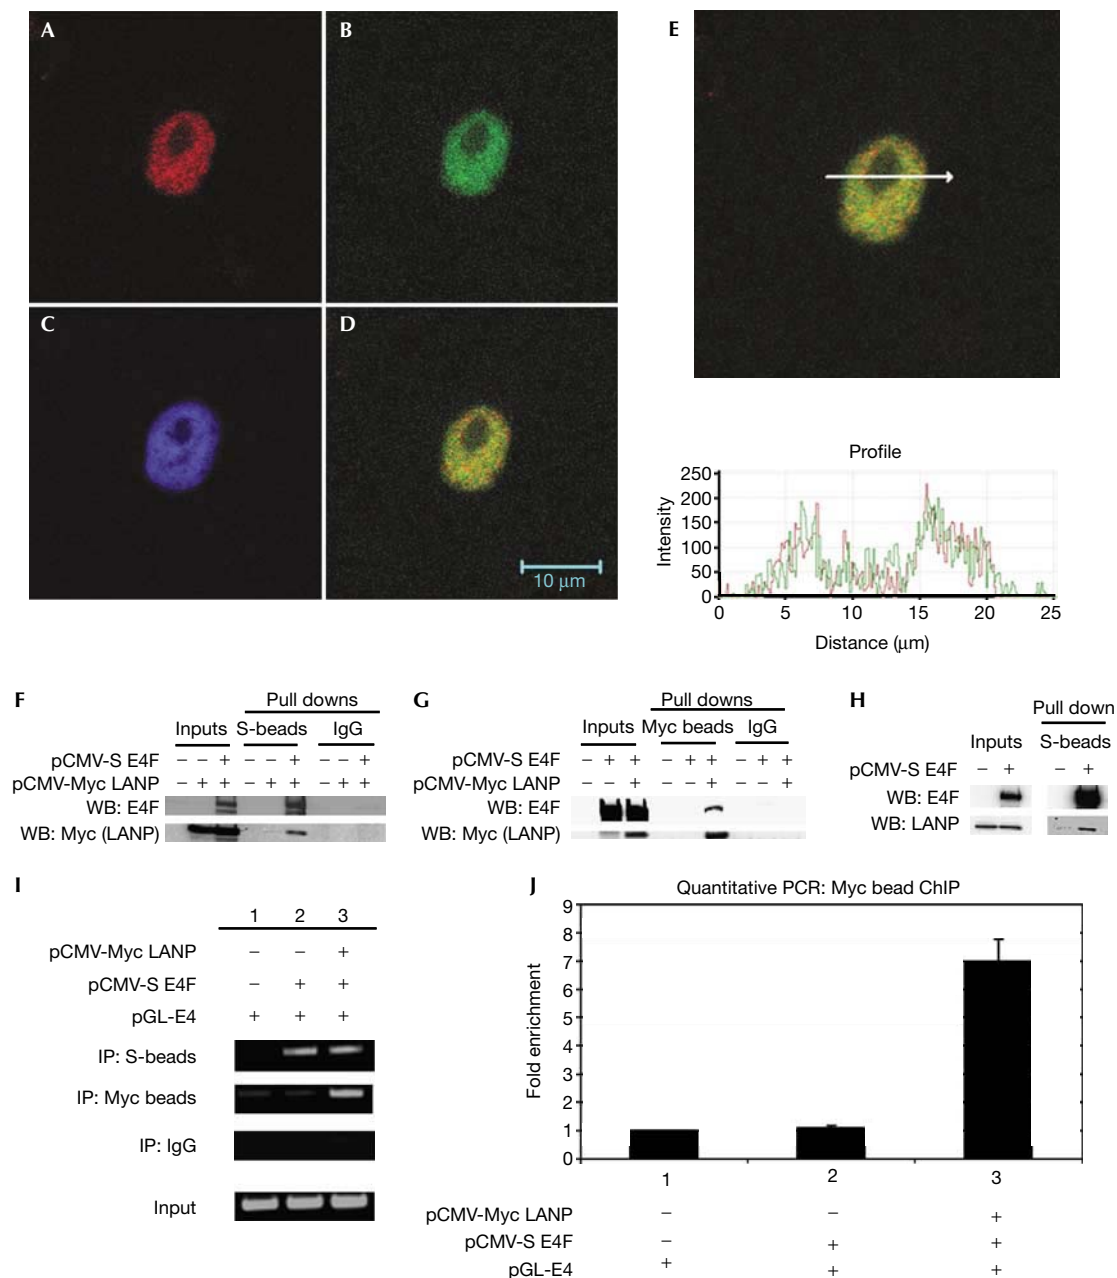 A
B
E
C
D
10 μm
Profile
Intensity
250
200
150
100
50
0
0 5 10 15 20 25
Distance (μm)
F
Pull downs
Inputs S-beads IgG
pCMV-S E4F – – + – – + – – +
pCMV-Myc LANP – + + – + + – + +
WB: E4F
WB: Myc (LANP)
G
Pull downs
Inputs Myc beads IgG
pCMV-S E4F – + + – + + – + +
pCMV-Myc LANP – – + – – + – – +
WB: E4F
WB: Myc (LANP)
H
Pull down
Inputs S-beads
pCMV-S E4F – + – +
WB: E4F
WB: LANP
I
1 2 3
pCMV-Myc LANP – – +
pCMV-S E4F – + +
pGL-E4 + + +
IP: S-beads
IP: Myc beads
IP: IgG
Input
J
Quantitative PCR: Myc bead ChIP
Fold enrichment
9
8
7
6
5
4
3
2
1
0
1 2 3
pCMV-Myc LANP – – +
pCMV-S E4F – + +
pGL-E4 + + +